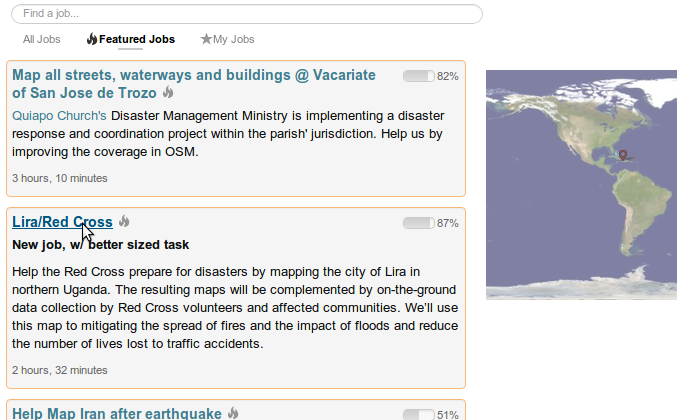 Find a job...
All Jobs Featured Jobs My Jobs
Map all streets, waterways and buildings @ Vacariate 82%
of San Jose de Trozo
Quiapo Church's Disaster Management Ministry is implementing a disaster
response and coordination project within the parish' jurisdiction. Help us by
improving the coverage in OSM.
3 hours, 10 minutes
Lira/Red Cross 87%
New job, w/ better sized task
Help the Red Cross prepare for disasters by mapping the city of Lira in
northern Uganda. The resulting maps will be complemented by on-the-ground
data collection by Red Cross volunteers and affected communities. We'll use
this map to mitigating the spread of fires and the impact of floods and reduce
the number of lives lost to traffic accidents.
2 hours, 32 minutes
Help Map Iran after earthquake 51%